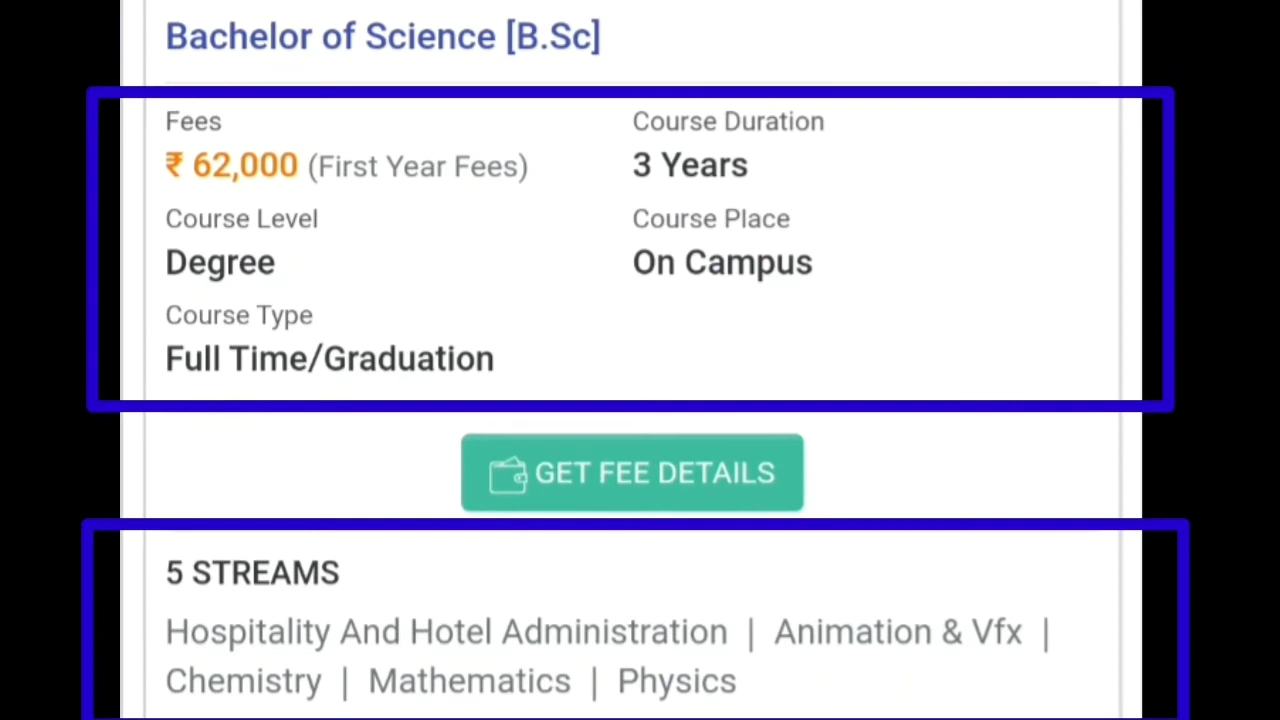 Bachelor of Science [B.Sc]
Fees
₹ 62,000 (First Year Fees)
Course Duration
3 Years
Course Level
Degree
Course Place
On Campus
Course Type
Full Time/Graduation
GET FEE DETAILS
5 STREAMS
Hospitality And Hotel Administration | Animation & Vfx |
Chemistry | Mathematics | Physics